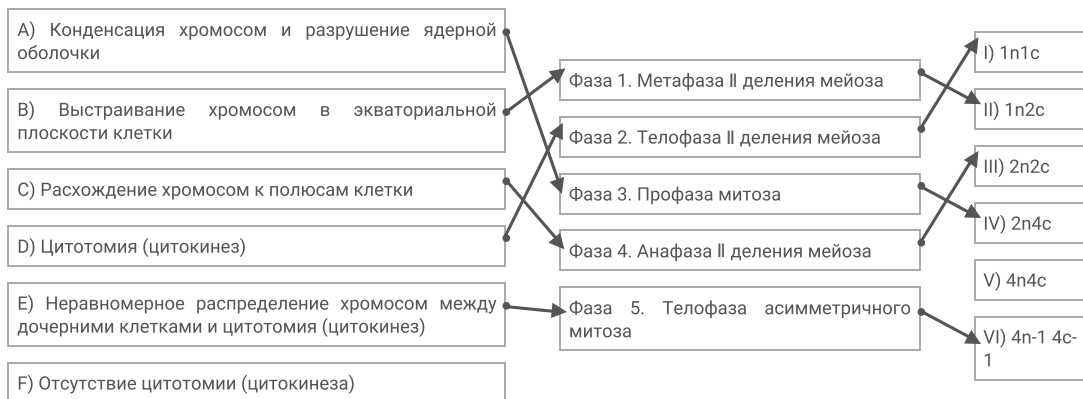 A) Конденсация хромосом и разрушение ядерной
оболочки
B) Выстраивание хромосом в экваториальной
плоскости клетки
C) Расхождение хромосом к полюсам клетки
D) Цитотомия (цитокинез)
E) Неравномерное распределение хромосом между
дочерними клетками и цитотомия (цитокинез)
F) Отсутствие цитотомии (цитокинеза)
Фаза 1. Метафаза II деления мейоза
Фаза 2. Телофаза II деления мейоза
Фаза 3. Профаза митоза
Фаза 4. Анафаза II деления мейоза
Фаза 5. Телофаза асимметричного
митоза
I) 1n1c
II) 1n2c
III) 2n2c
IV) 2n4c
V) 4n4c
VI) 4n-1 4c-
1